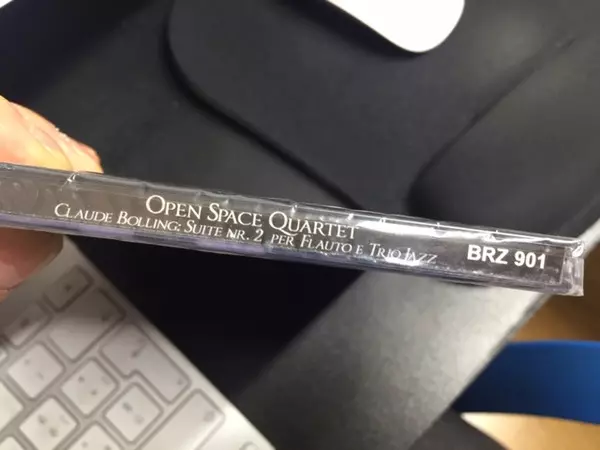 OPEN SPACE QUARTET
CLAUDE BOLLING: SUITE NR. 2 PER FLAUTO E TRIO JAZZ
BRZ 901